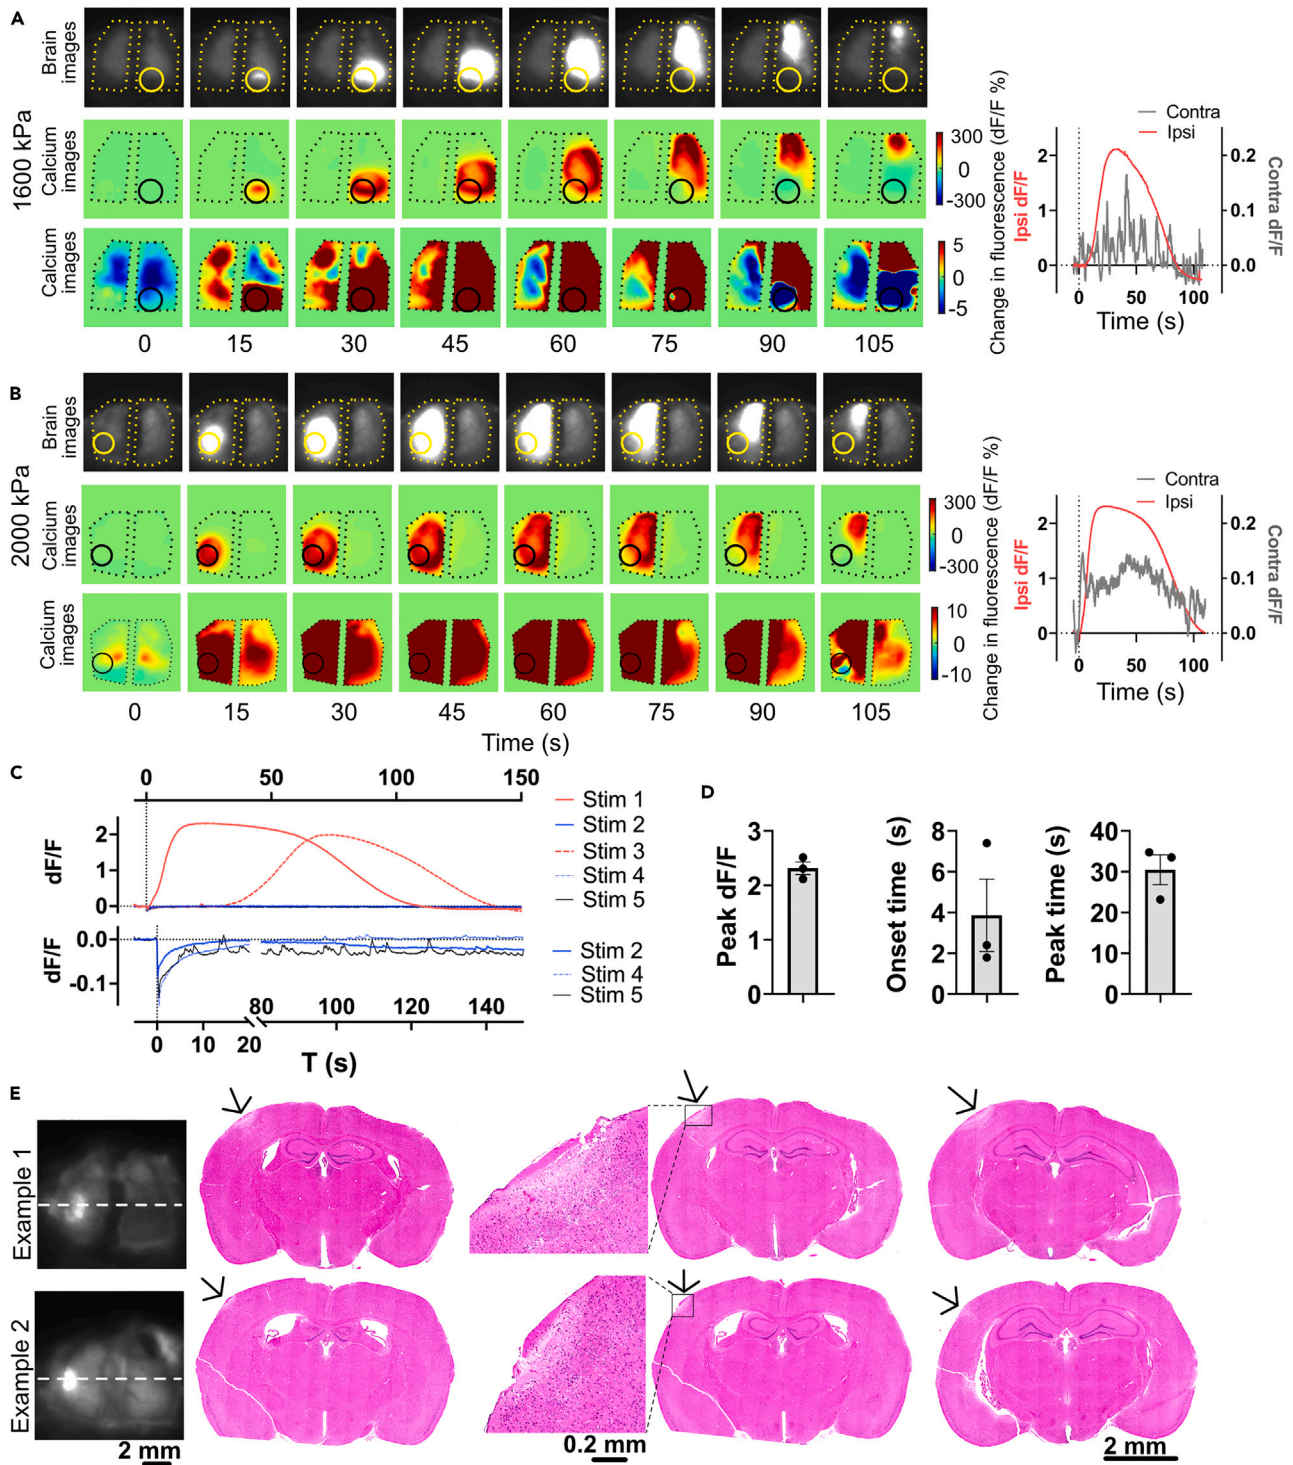 A
Brain
images
1600 kPa
Calcium
images
300
0
-300
Calcium
images
5
0
-5
0 15 30 45 60 75 90 105
Change in fluorescence (dF/F %)
Contra
Ipsi
Ipsi dF/F
2
1
0
0.2
0.1
0.0
Contra dF/F
0 50 100
Time (s)
B
Brain
images
2000 kPa
Calcium
images
300
0
-300
Calcium
images
10
0
-10
0 15 30 45 60 75 90 105
Time (s)
Change in fluorescence (dF/F %)
Contra
Ipsi
Ipsi dF/F
2
1
0
0.2
0.1
0.0
Contra dF/F
0 50 100
Time (s)
C
0 50 100 150
dF/F
2
1
0
Stim 1
Stim 2
Stim 3
Stim 4
Stim 5
dF/F
0.0
-0.1
Stim 2
Stim 4
Stim 5
80 100 120 140
0 10 20
T (s)
D
Peak dF/F
3
2
1
0
Onset time (s)
8
6
4
2
0
Peak time (s)
40
30
20
10
0
E
Example 1
Example 2
2 mm
0.2 mm
2 mm